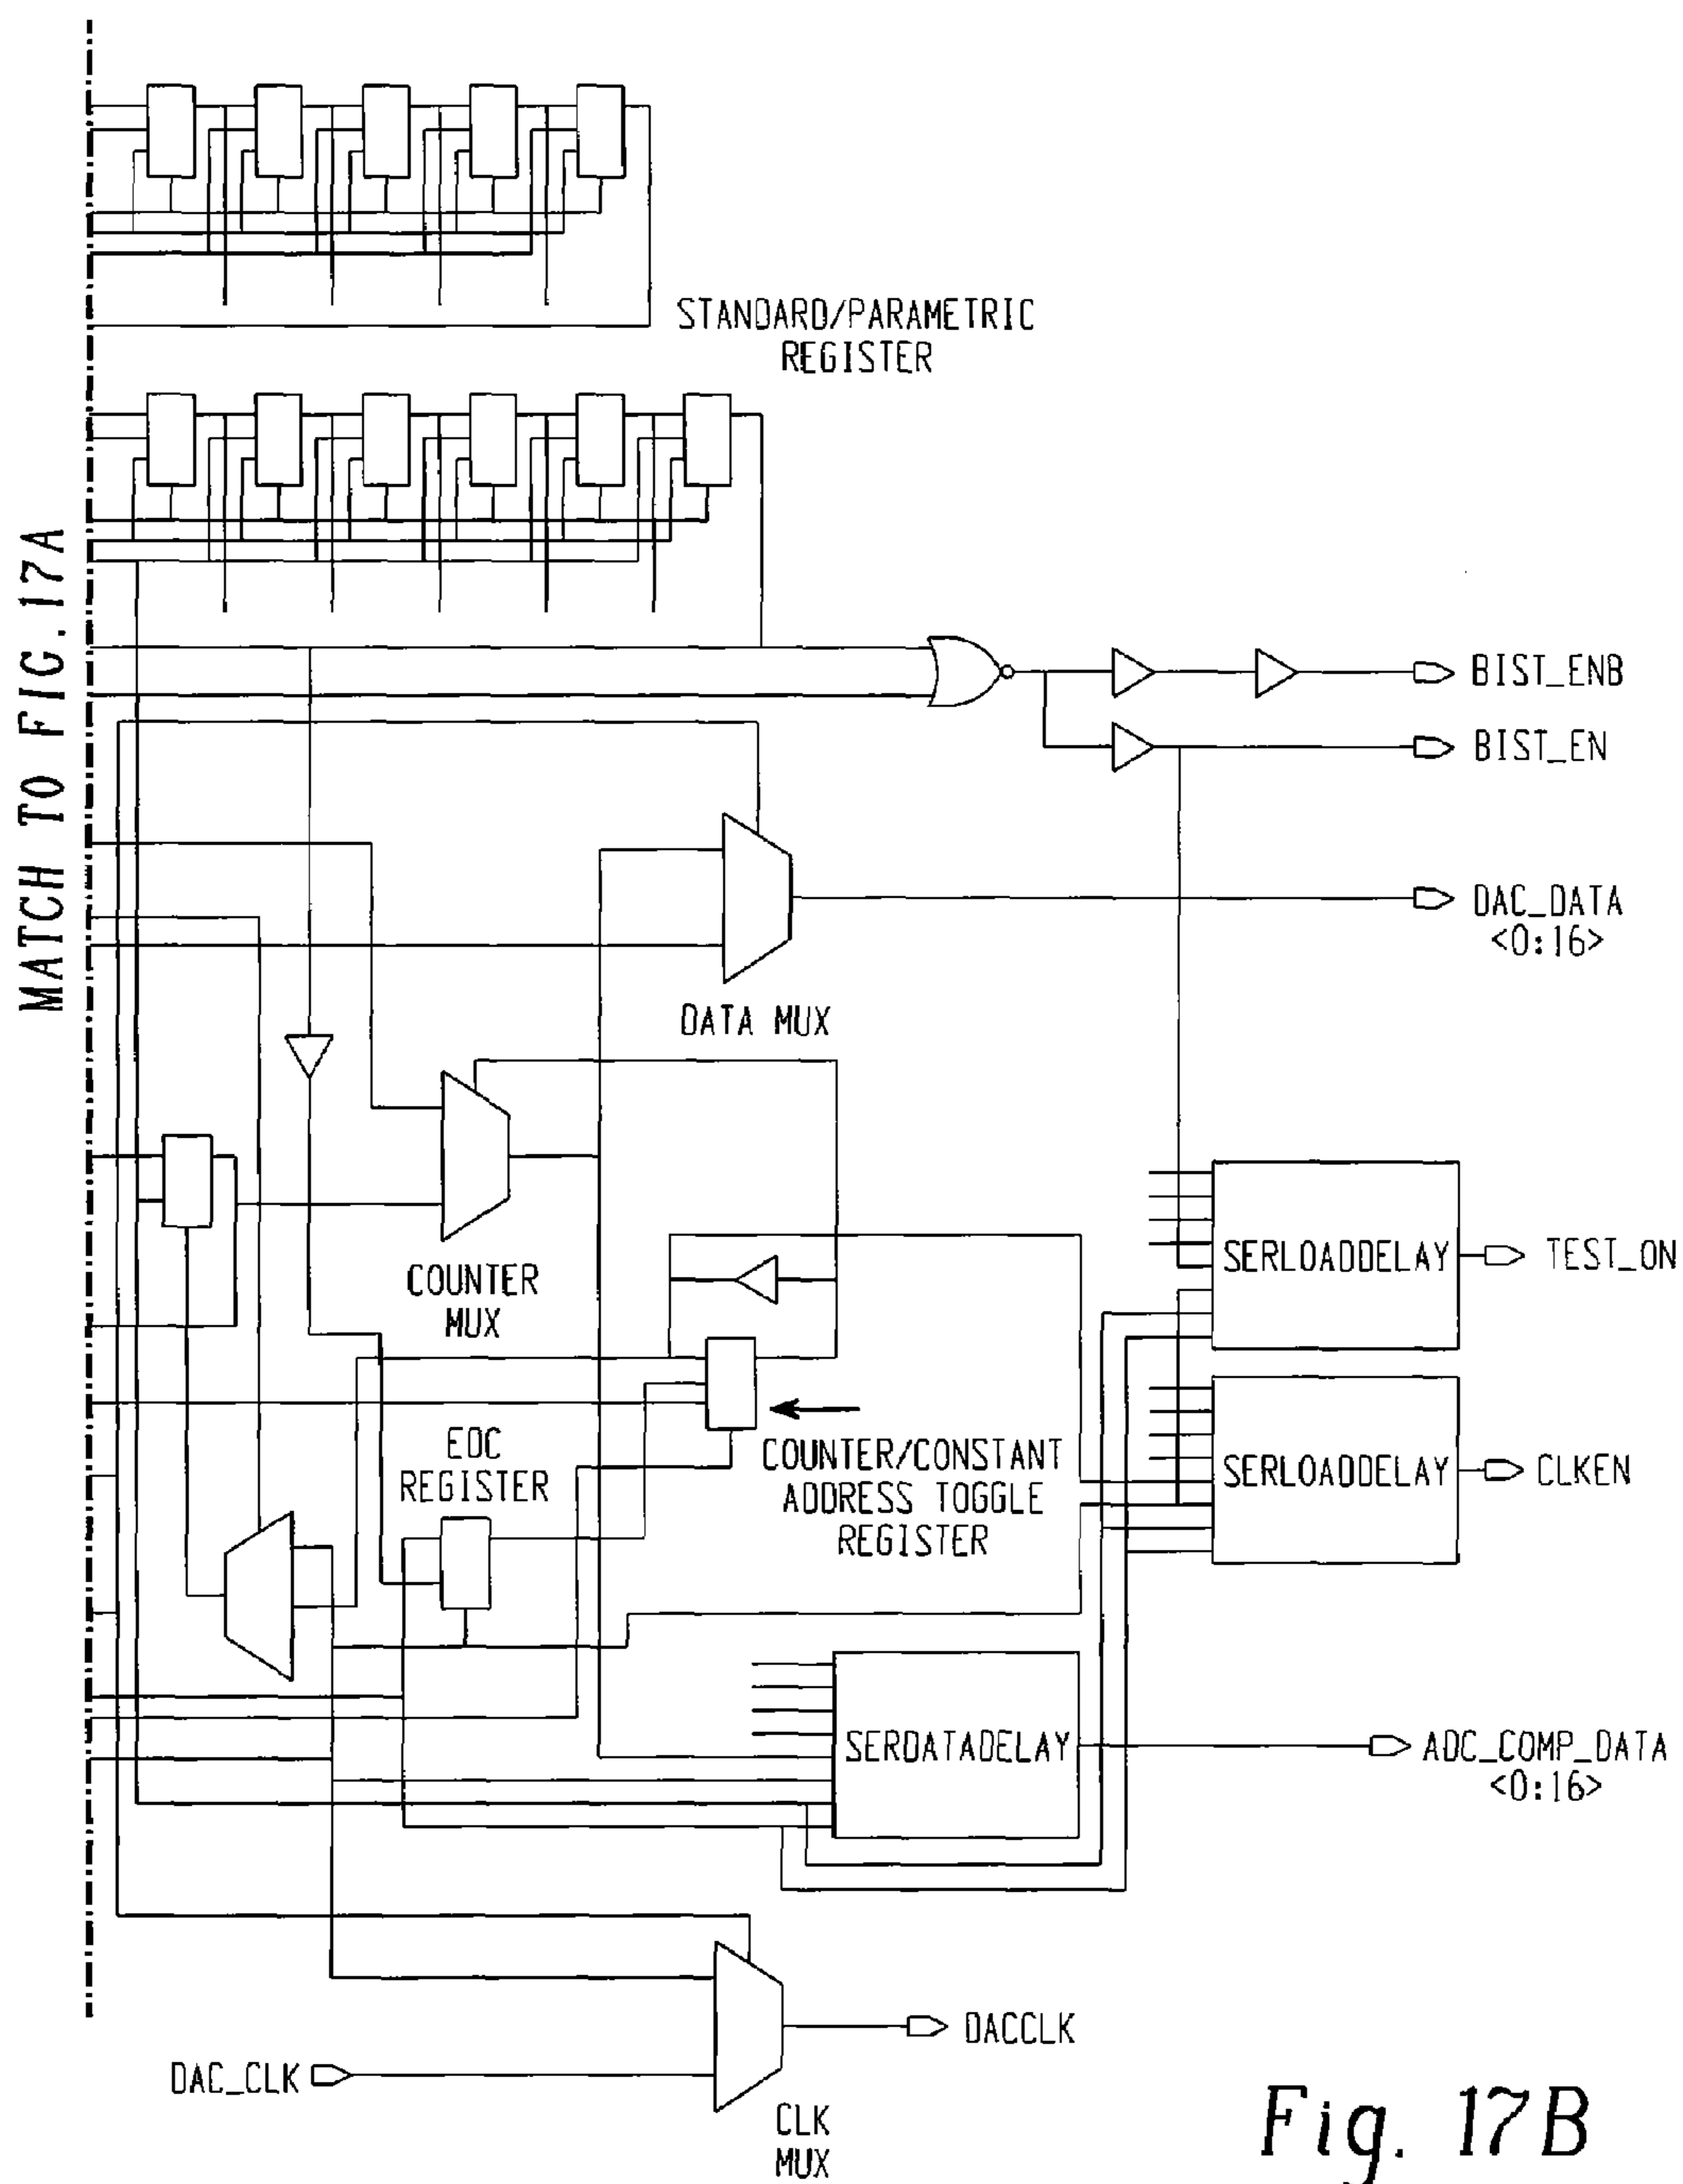 MATCH TO FIG.17A
STANDARD/PARAMETRIC
REGISTER
BIST_ENB
BIST_EN
DAC_DATA
<0:16>
DATA MUX
COUNTER
MUX
SERLOADDELAY
TEST_ON
EOC
REGISTER
COUNTER/CONSTANT
ADDRESS TOGGLE
REGISTER
SERLOADDELAY
CLKEN
SERDATADELAY
ADC_COMP_DATA
<0:16>
DACCLK
DAC_CLK
CLK
MUX
Fig. 17B